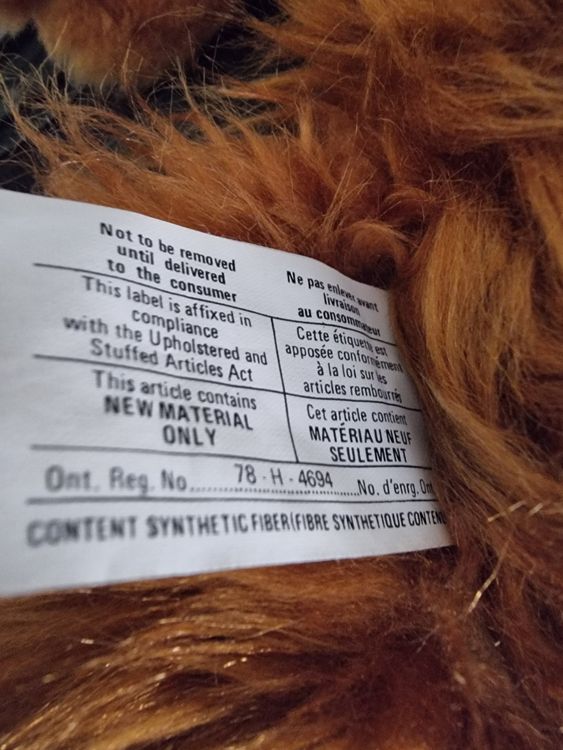 Not to be removed
until delivered
to the consumer
Ne pas enlever avant
livraison
au consommateur
This label is affixed in
compliance
with the Upholstered and
Stuffed Articles Act
Cette étiquette est
apposée conformément
à la loi sur les
articles rembourrés
This article contains
NEW MATERIAL
ONLY
Cet article contient
MATÉRIAU NEUF
SEULEMENT
Ont. Reg. No......... 78 - H - 4694 ......No. d'enrg. Ont.
CONTENT SYNTHETIC FIBER(FIBRE SYNTHETIQUE CONTEN